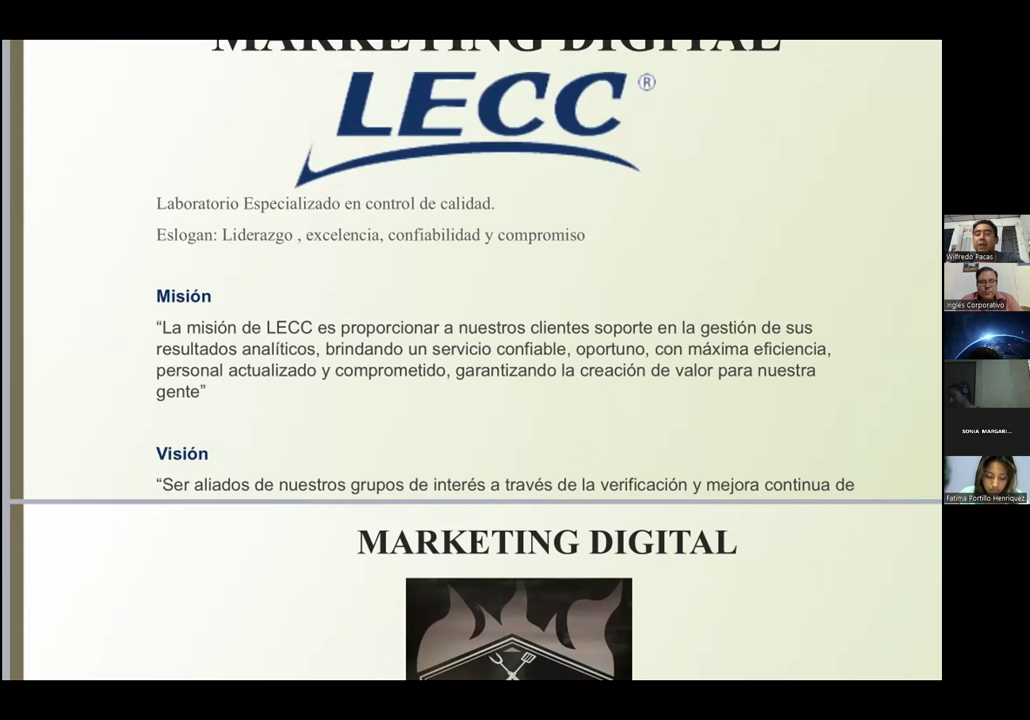 MARKETING DIGITAL
LECC®
Laboratorio Especializado en control de calidad.
Eslogan: Liderazgo , excelencia, confiabilidad y compromiso
Misión
“La misión de LECC es proporcionar a nuestros clientes soporte en la gestión de sus
resultados analíticos, brindando un servicio confiable, oportuno, con máxima eficiencia,
personal actualizado y comprometido, garantizando la creación de valor para nuestra
gente”
Visión
“Ser aliados de nuestros grupos de interés a través de la verificación y mejora continua de
MARKETING DIGITAL
Wilfredo Pacas
Inglés Corporativo
SONIA MARGARI...
Fatima Portillo Henriquez